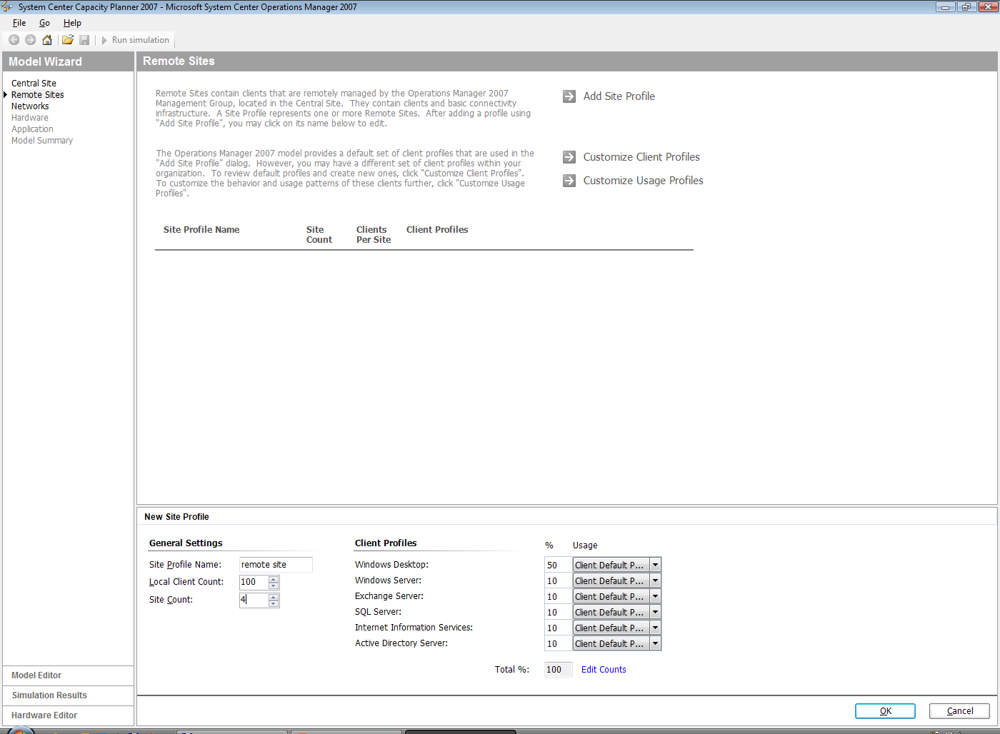 System Center Capacity Planner 2007 - Microsoft System Center Operations Manager 2007
File Go Help
Run simulation
Model Wizard
Central Site
Remote Sites
Networks
Hardware
Application
Model Summary
Remote Sites
Remote Sites contain clients that are remotely managed by the Operations Manager 2007
Management Group, located in the Central Site. They contain clients and basic connectivity
infrastructure. A Site Profile represents one or more Remote Sites. After adding a profile using
"Add Site Profile", you may click on its name below to edit.
Add Site Profile
The Operations Manager 2007 model provides a default set of client profiles that are used in the
"Add Site Profile" dialog. However, you may have a different set of client profiles within your
organization. To review default profiles and create new ones, click "Customize Client Profiles".
To customize the behavior and usage patterns of these clients further, click "Customize Usage
Profiles".
Customize Client Profiles
Customize Usage Profiles
Site Profile Name Site Count Clients Per Site Client Profiles
New Site Profile
General Settings
Site Profile Name: remote site
Local Client Count: 100
Site Count: 4
Client Profiles % Usage
Windows Desktop: 50 Client Default P...
Windows Server: 10 Client Default P...
Exchange Server: 10 Client Default P...
SQL Server: 10 Client Default P...
Internet Information Services: 10 Client Default P...
Active Directory Server: 10 Client Default P...
Total %: 100 Edit Counts
OK Cancel
Model Editor
Simulation Results
Hardware Editor